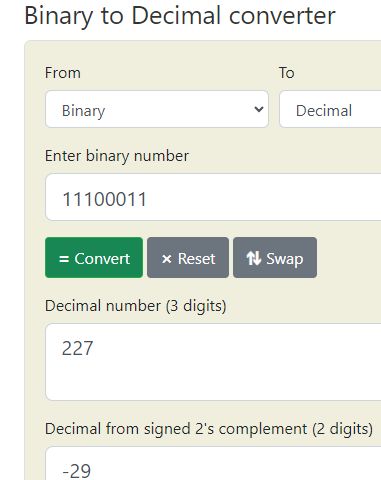 Binary to Decimal converter
From To
Binary Decimal
Enter binary number
11100011
= Convert × Reset Swap
Decimal number (3 digits)
227
Decimal from signed 2's complement (2 digits)
-29